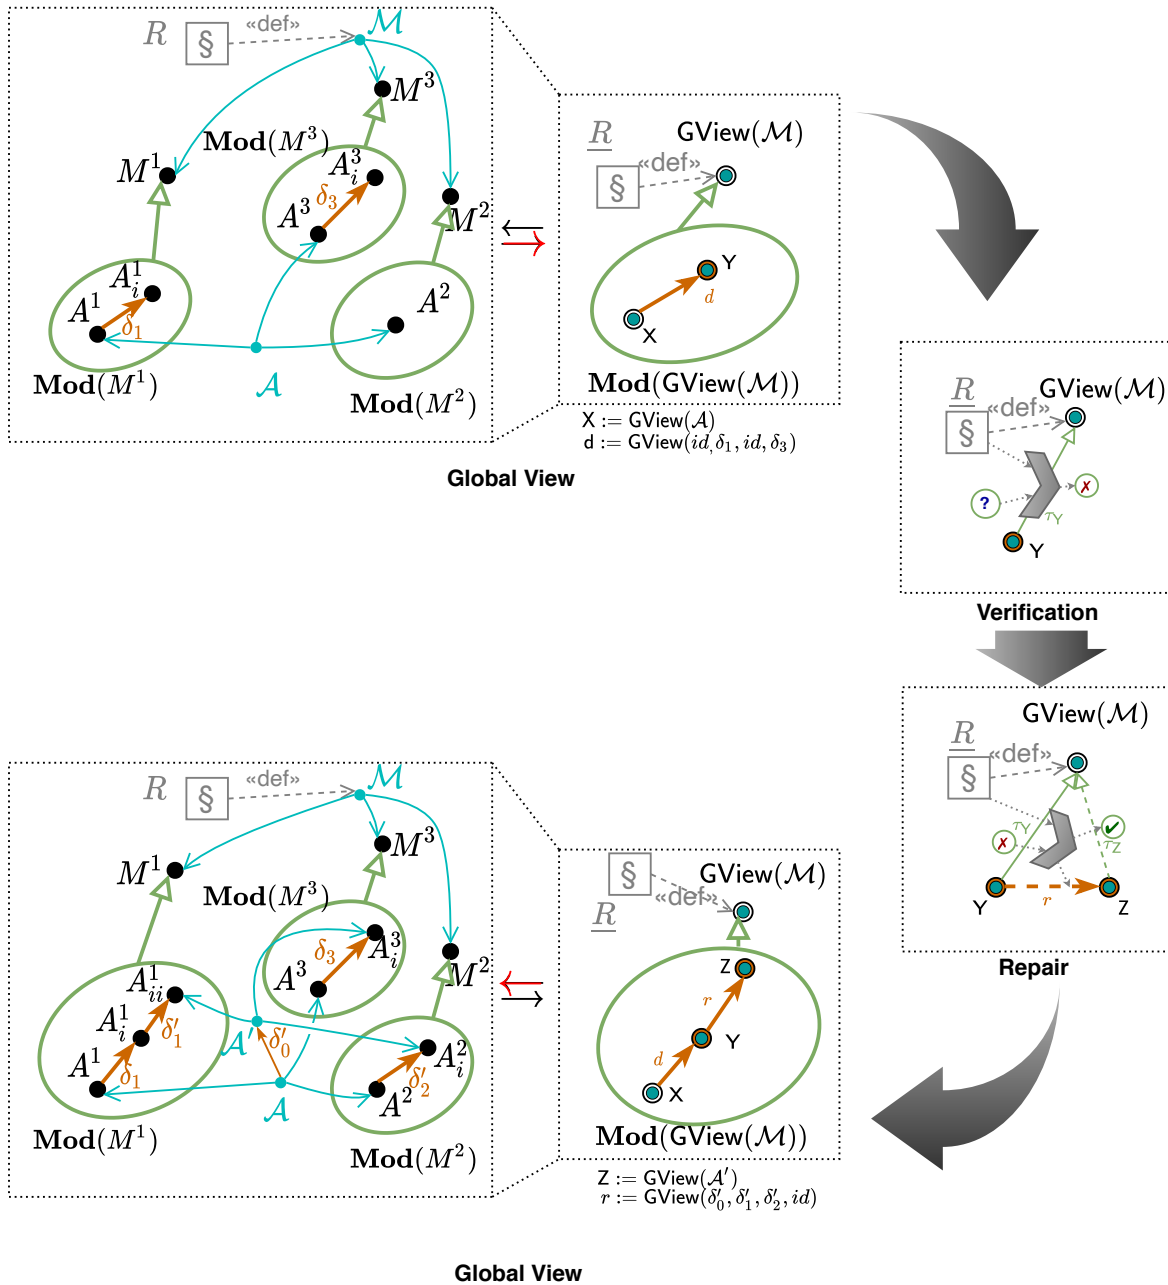 R § «def» ℳ
M³
Mod(M³)
M¹ A³ᵢ
δ₃
A³ M²
A¹ᵢ A²
A¹ δ₁
𝒜
Mod(M¹)
Mod(M²)
R GView(ℳ)
§ «def»
Y
d
X
Mod(GView(ℳ))
X := GView(𝒜)
d := GView(id, δ₁, id, δ₃)
Global View
GView(ℳ)
R «def»
§
✗
?
τY
Y
Verification
GView(ℳ)
R «def»
§
τY ✔
✗ τZ
Y r Z
Repair
R § «def» ℳ
M³
M¹
Mod(M³)
δ₃ A³ᵢ
A¹ᵢᵢ A³ M²
A¹ᵢ δ′₁ 𝒜′ δ′₀ A²ᵢ
A¹ δ₁ δ′₂
𝒜 A²
Mod(M¹)
Mod(M²)
§ GView(ℳ)
«def»
R
Z
r
Y
d
X
Mod(GView(ℳ))
Z := GView(𝒜′)
r := GView(δ′₀, δ′₁, δ′₂, id)
Global View